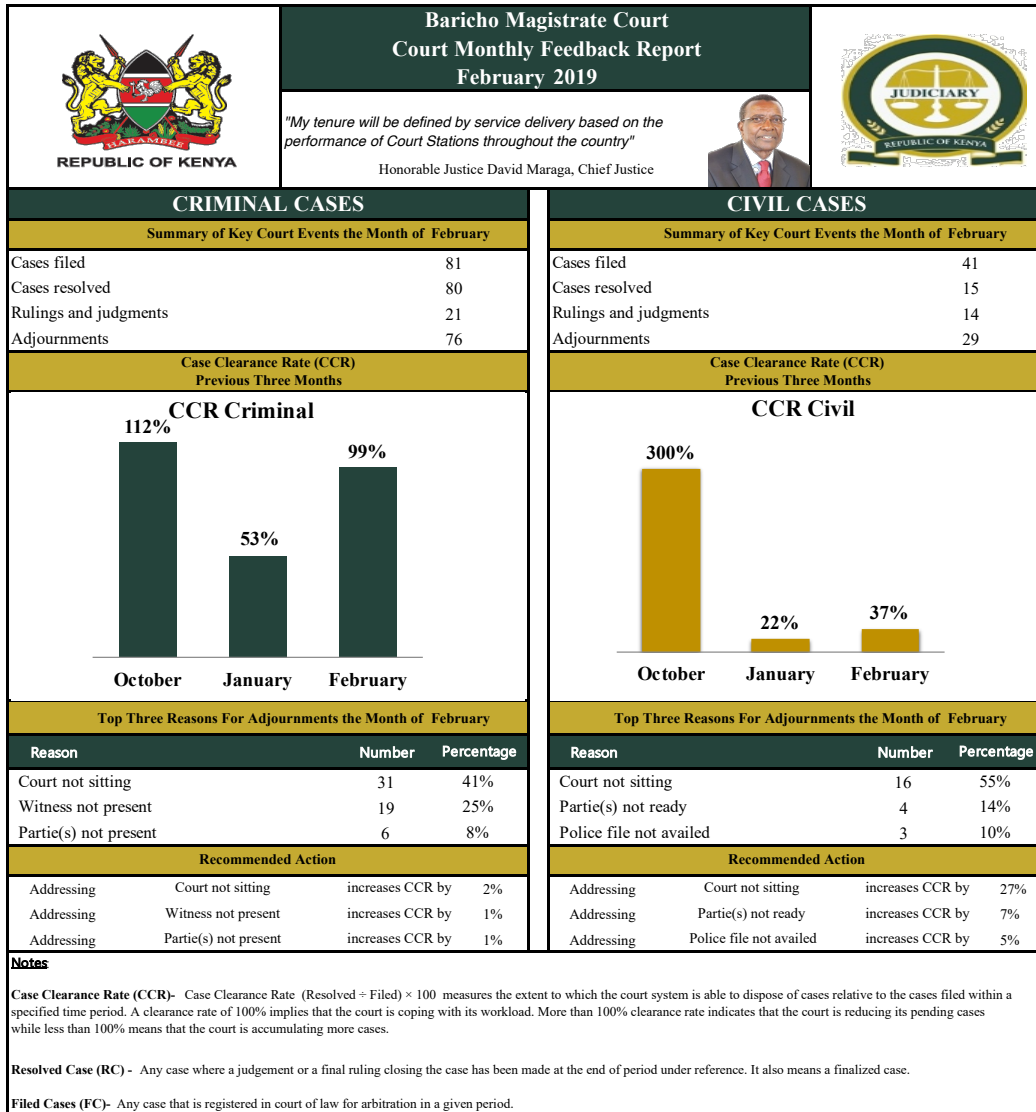 Baricho Magistrate Court
Court Monthly Feedback Report
February 2019
"My tenure will be defined by service delivery based on the
performance of Court Stations throughout the country"
Honorable Justice David Maraga, Chief Justice
HARAMBEE
REPUBLIC OF KENYA
JUDICIARY
REPUBLIC OF KENYA
CRIMINAL CASES
Summary of Key Court Events the Month of February
Cases filed 81
Cases resolved 80
Rulings and judgments 21
Adjournments 76
Case Clearance Rate (CCR)
Previous Three Months
CCR Criminal
112%
53%
99%
October January February
Top Three Reasons For Adjournments the Month of February
Reason Number Percentage
Court not sitting 31 41%
Witness not present 19 25%
Partie(s) not present 6 8%
Recommended Action
Addressing Court not sitting increases CCR by 2%
Addressing Witness not present increases CCR by 1%
Addressing Partie(s) not present increases CCR by 1%
CIVIL CASES
Summary of Key Court Events the Month of February
Cases filed 41
Cases resolved 15
Rulings and judgments 14
Adjournments 29
Case Clearance Rate (CCR)
Previous Three Months
CCR Civil
300%
22%
37%
October January February
Top Three Reasons For Adjournments the Month of February
Reason Number Percentage
Court not sitting 16 55%
Partie(s) not ready 4 14%
Police file not availed 3 10%
Recommended Action
Addressing Court not sitting increases CCR by 27%
Addressing Partie(s) not ready increases CCR by 7%
Addressing Police file not availed increases CCR by 5%
Notes
Case Clearance Rate (CCR)- Case Clearance Rate (Resolved ÷ Filed) × 100 measures the extent to which the court system is able to dispose of cases relative to the cases filed within a
specified time period. A clearance rate of 100% implies that the court is coping with its workload. More than 100% clearance rate indicates that the court is reducing its pending cases
while less than 100% means that the court is accumulating more cases.
Resolved Case (RC) - Any case where a judgement or a final ruling closing the case has been made at the end of period under reference. It also means a finalized case.
Filed Cases (FC)- Any case that is registered in court of law for arbitration in a given period.